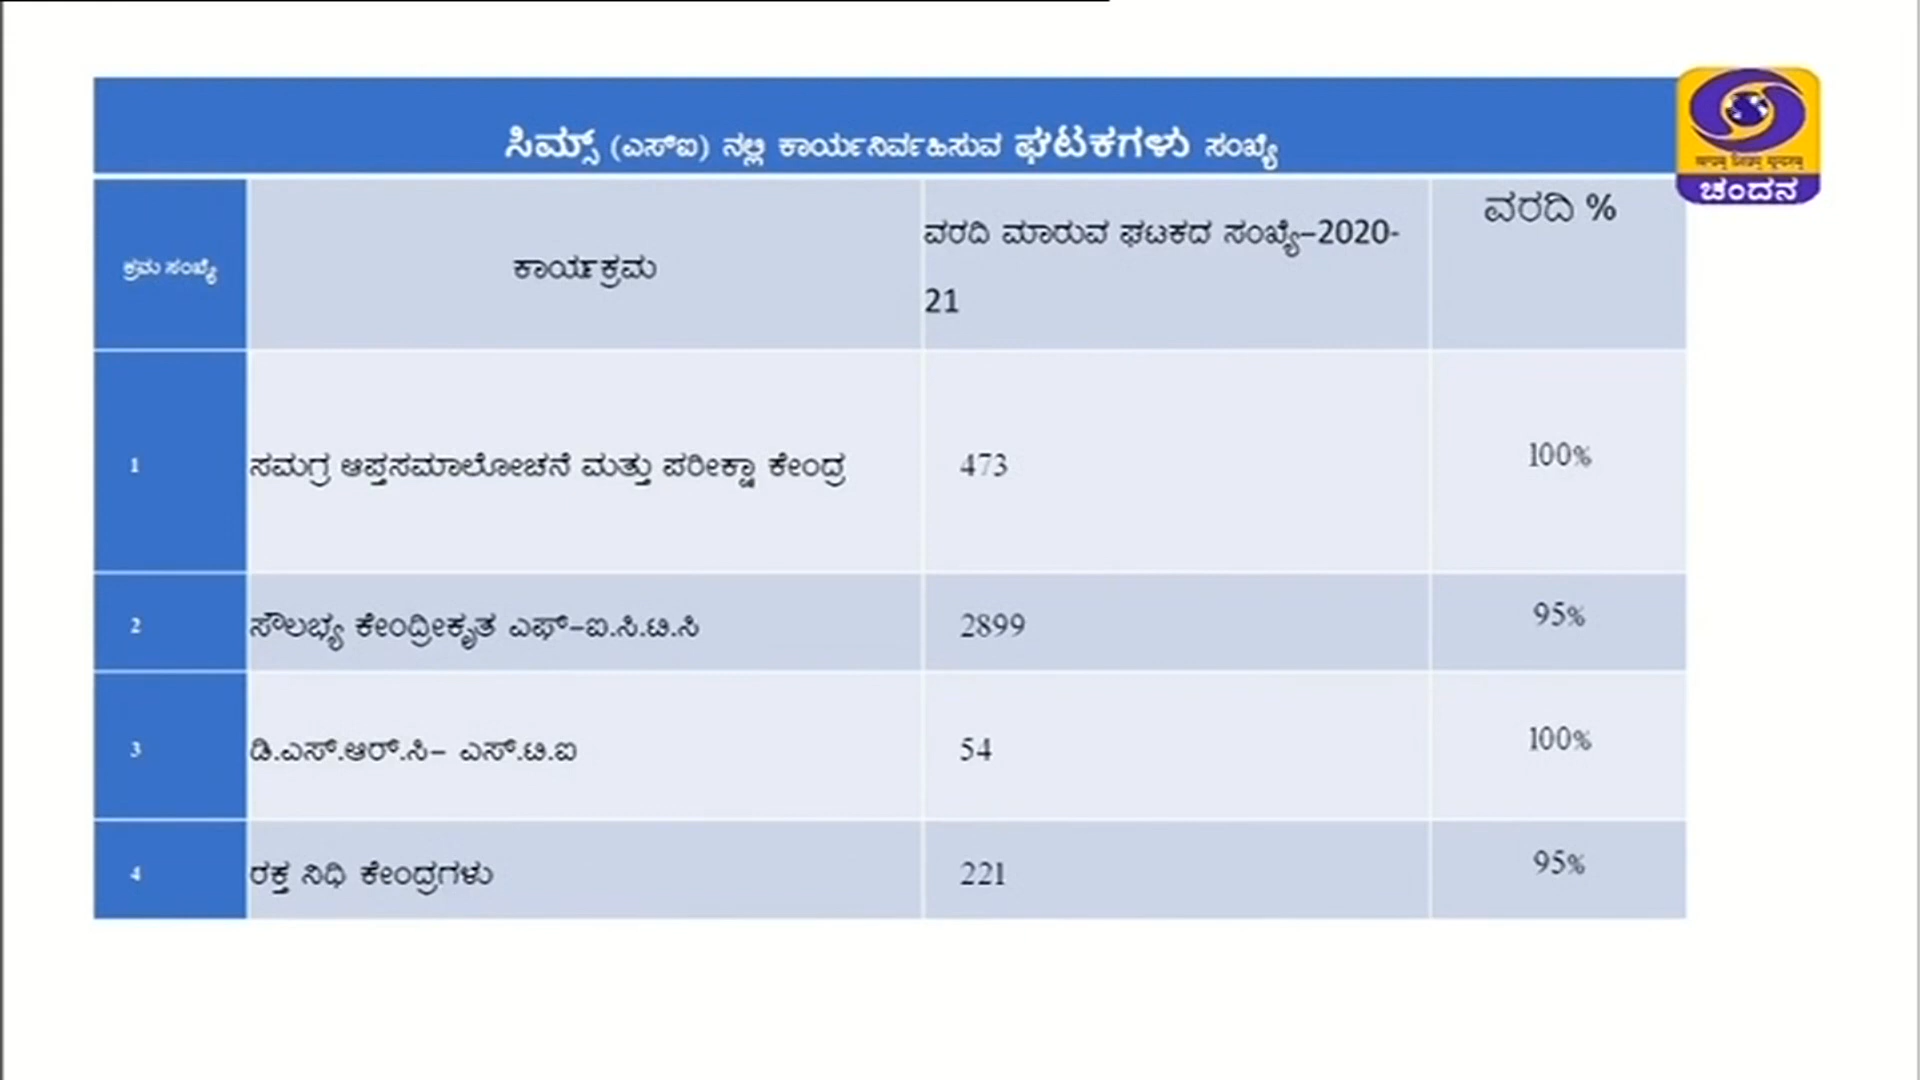 ಸಿಮ್ಸ್ (ಎಸ್ಐ) ನಲ್ಲಿ ಕಾರ್ಯನಿರ್ವಹಿಸುವ ಘಟಕಗಳು ಸಂಖ್ಯೆ
ಚಂದನ
ಕ್ರಮ ಸಂಖ್ಯೆ
ಕಾರ್ಯಕ್ರಮ
ವರದಿ ಮಾರುವ ಘಟಕದ ಸಂಖ್ಯೆ–2020-
21
ವರದಿ %
1 ಸಮಗ್ರ ಆಪ್ತಸಮಾಲೋಚನೆ ಮತ್ತು ಪರೀಕ್ಷಾ ಕೇಂದ್ರ 473 100%
2 ಸೌಲಭ್ಯ ಕೇಂದ್ರೀಕೃತ ಎಫ್–ಐ.ಸಿ.ಟಿ.ಸಿ 2899 95%
3 ಡಿ.ಎಸ್.ಆರ್.ಸಿ– ಎಸ್.ಟಿ.ಐ 54 100%
4 ರಕ್ತ ನಿಧಿ ಕೇಂದ್ರಗಳು 221 95%